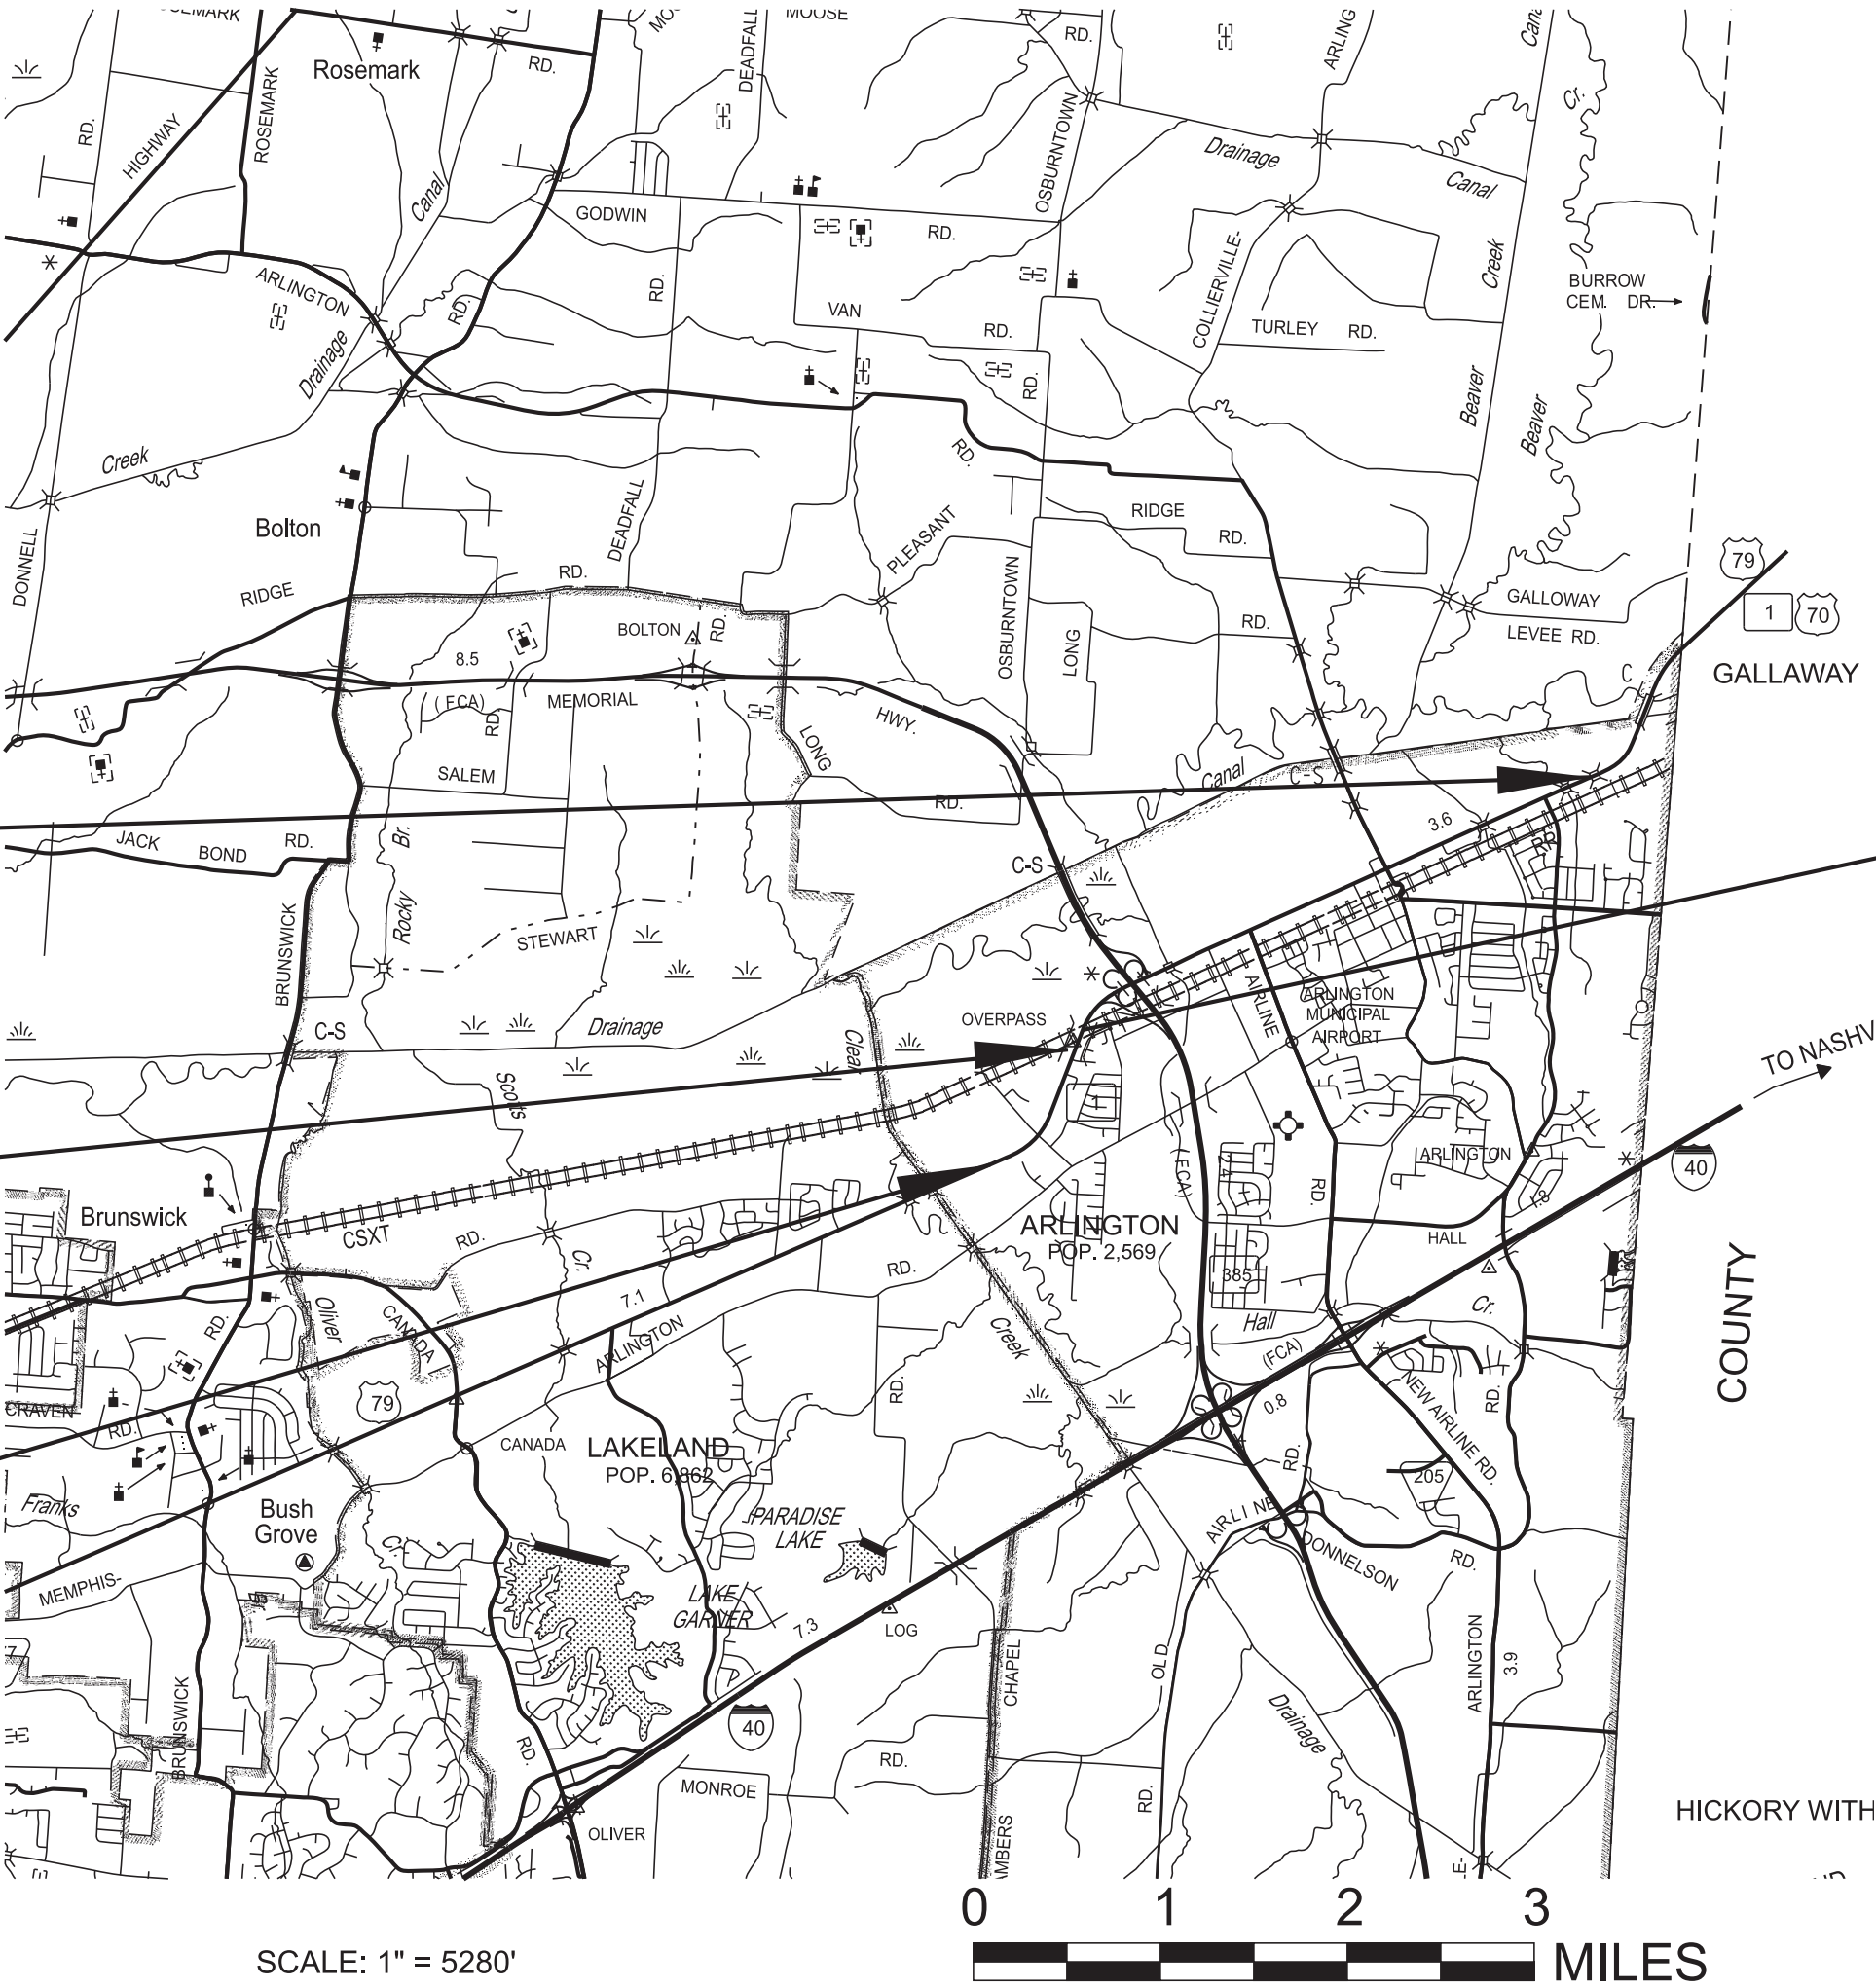 MOOSE
RD.
ARLING
DEADFALL
Rosemark
RD.
RD.
HIGHWAY
ROSEMARK
Canal
OSBURNTOWN
Drainage
Canal
Cr.
GODWIN
RD.
RD.
COLLIERVILLE-
Creek
BURROW
CEM. DR.
ARLINGTON
RD.
VAN
RD.
TURLEY RD.
Drainage
RD.
Beaver
Beaver
Creek
RD.
DONNELL
Bolton
DEADFALL
PLEASANT
RIDGE
RD.
RIDGE
RD.
OSBURNTOWN
LONG
GALLOWAY
LEVEE RD.
RD.
79
1
70
GALLAWAY
BOLTON
RD.
8.5
(FCA)
RD.
MEMORIAL
HWY.
LONG
C
SALEM
RD.
Canal
C-S
JACK
BOND
RD.
Rocky
Br.
C-S
3.6
RR
BRUNSWICK
STEWART
C-S
Drainage
Clear
OVERPASS
AIRLINE
ARLINGTON
MUNICIPAL
AIRPORT
Scotts
TO NASHV
(FCA)
RD.
ARLINGTON
40
Brunswick
CSXT
RD.
Cr.
ARLINGTON
POP. 2,569
HALL
385
Hall
Cr.
COUNTY
Oliver
CANADA
RD.
7.1
ARLINGTON
RD.
Creek
(FCA)
79
CRAVEN
RD.
RD.
0.8
NEW AIRLINE RD.
RD.
CANADA
LAKELAND
POP. 6,862
205
Franks
Bush
Grove
Cr.
PARADISE
LAKE
RD.
AIRLINE
DONNELSON
RD.
MEMPHIS-
LAKE
GARNER
7.3
LOG
CHAPEL
OLD
ARLINGTON
3.9
BRUNSWICK
RD.
40
RD.
Drainage
MONROE
RD.
OLIVER
MBERS
E-
HICKORY WITH
0 1 2 3
SCALE: 1" = 5280'
MILES